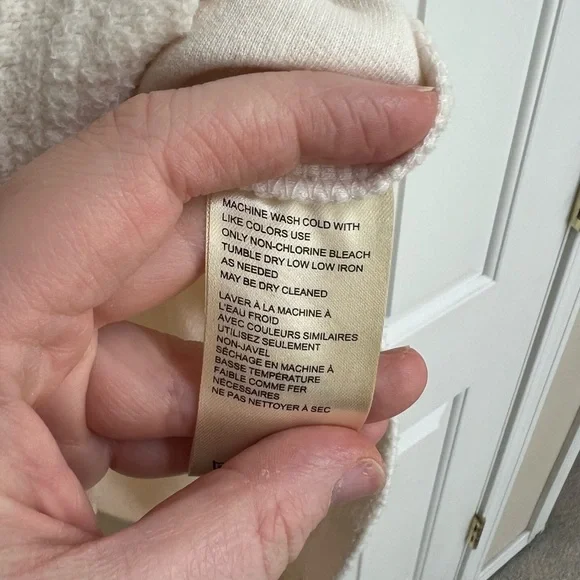 MACHINE WASH COLD WITH
LIKE COLORS USE
ONLY NON-CHLORINE BLEACH
TUMBLE DRY LOW LOW IRON
AS NEEDED
MAY BE DRY CLEANED
LAVER À LA MACHINE À
L'EAU FROID
AVEC COULEURS SIMILAIRES
UTILISEZ SEULEMENT
NON-JAVEL
SÉCHAGE EN MACHINE À
BASSE TEMPÉRATURE
FAIBLE COMME FER
NÉCESSAIRES
NE PAS NETTOYER À SEC